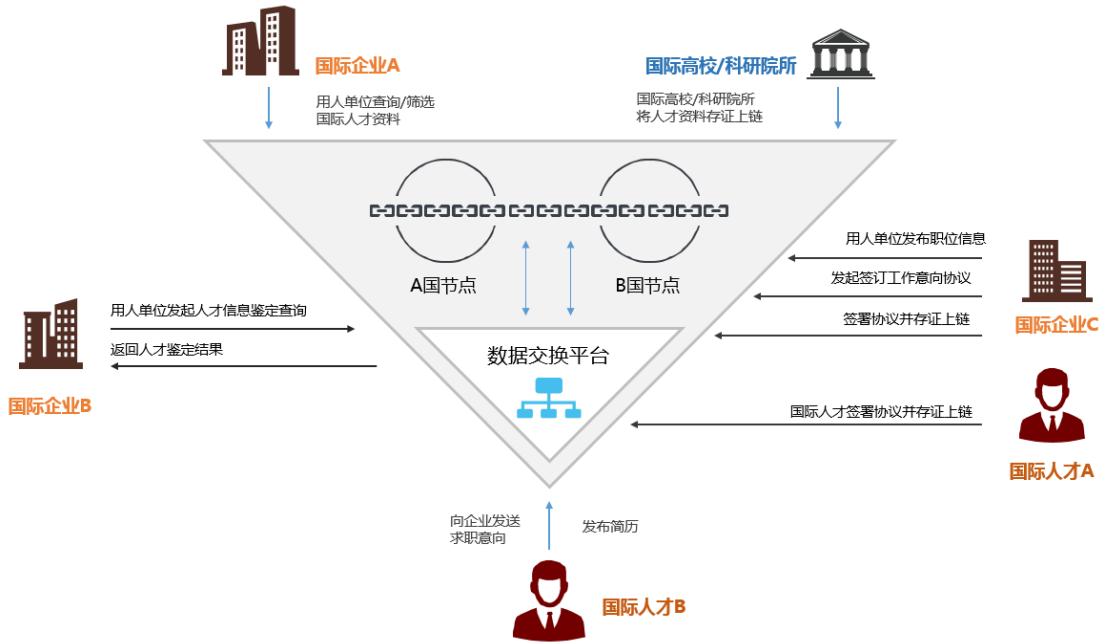 国际企业A
用人单位查询/筛选
国际人才资料
国际高校/科研院所
国际高校/科研院所
将人才资料存证上链
A国节点
B国节点
数据交换平台
用人单位发起人才信息鉴定查询
返回人才鉴定结果
国际企业B
用人单位发布职位信息
发起签订工作意向协议
签署协议并存证上链
国际企业C
国际人才签署协议并存证上链
国际人才A
向企业发送
求职意向
发布简历
国际人才B